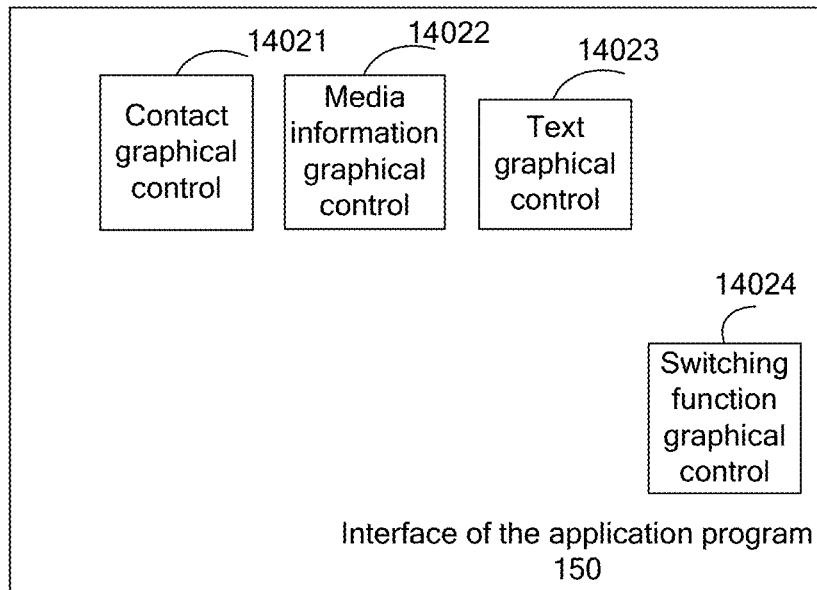 14021
14022
14023
Contact
graphical
control
Media
information
graphical
control
Text
graphical
control
14024
Switching
function
graphical
control
Interface of the application program
150